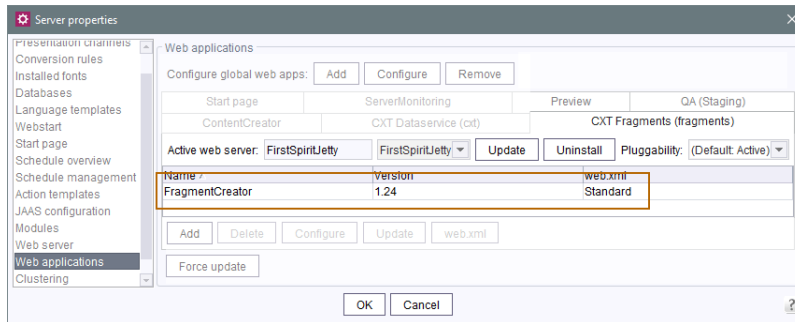 Server properties
Presentation channels
Conversion rules
Installed fonts
Databases
Language templates
Webstart
Start page
Schedule overview
Schedule management
Action templates
JAAS configuration
Modules
Web server
Web applications
Clustering
Web applications
Configure global web apps: Add Configure Remove
Start page ServerMonitoring Preview QA (Staging)
ContentCreator CXT Dataservice (cxt) CXT Fragments (fragments)
Active web server: FirstSpiritJetty FirstSpiritJetty Update Uninstall Pluggability: (Default: Active)
Name Version web.xml
FragmentCreator 1.24 Standard
Add Delete Configure Update web.xml
Force update
OK Cancel ?